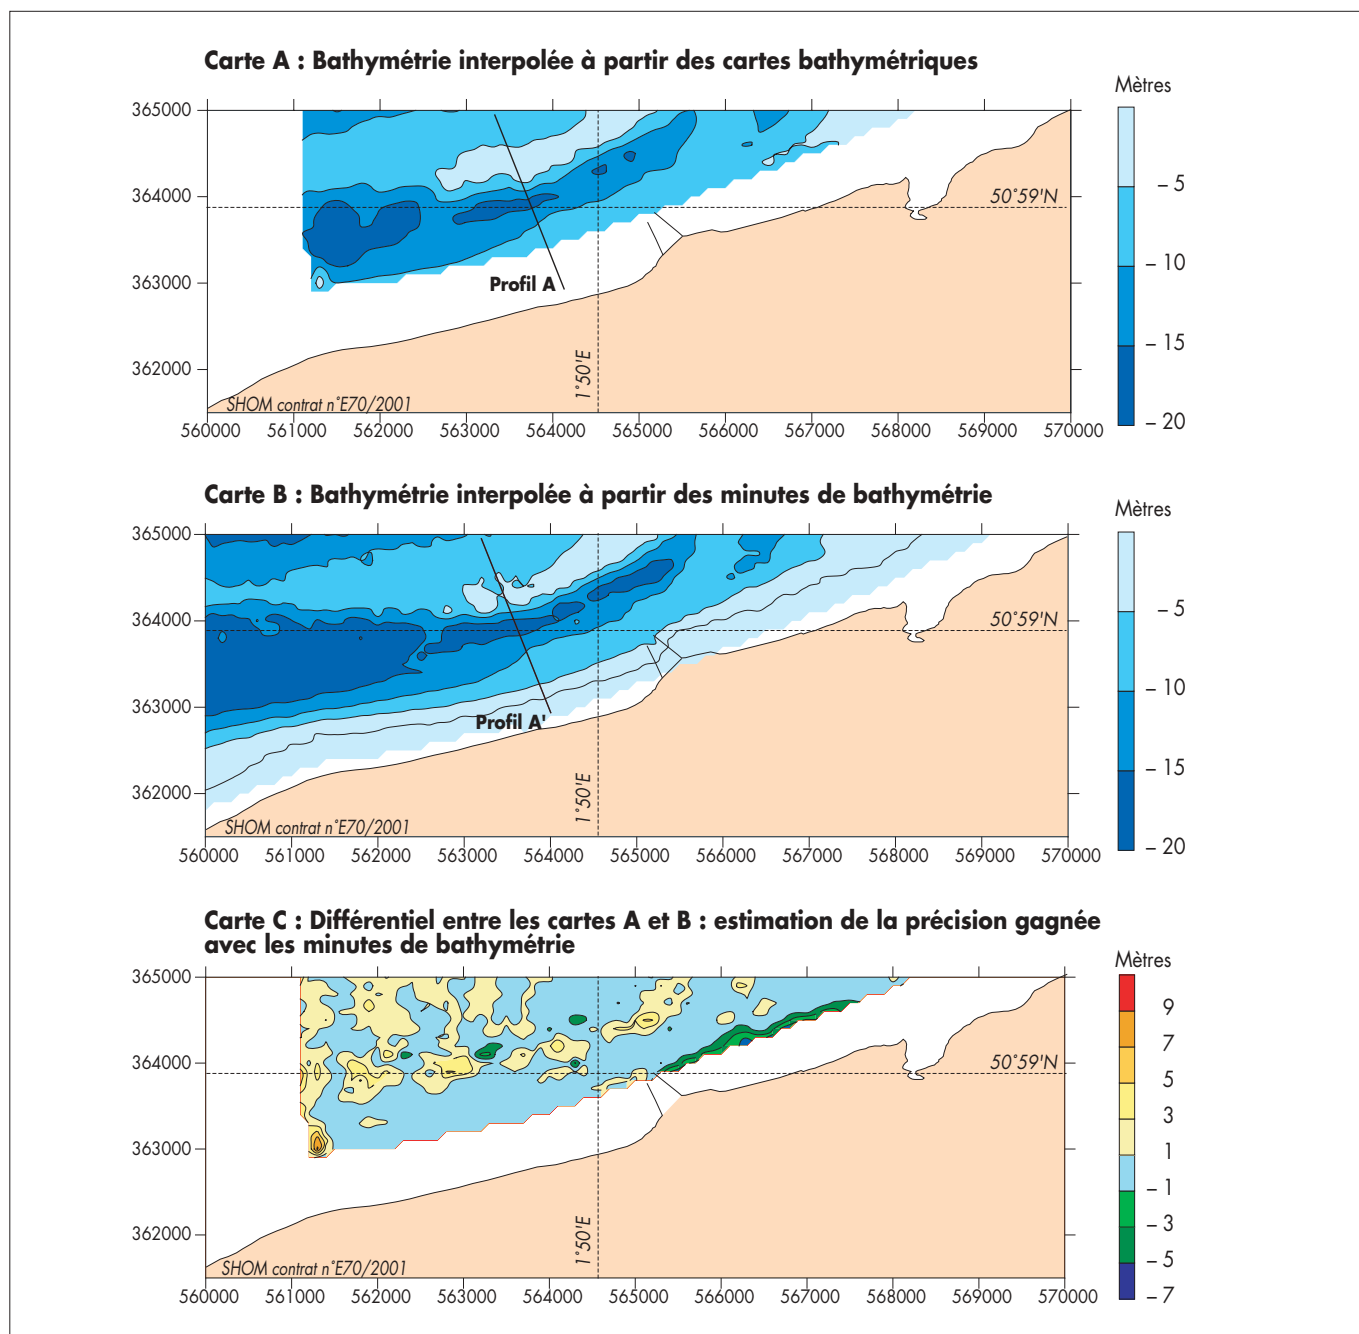 Carte A : Bathymétrie interpolée à partir des cartes bathymétriques
Mètres
365000
364000
363000
362000
– 5
– 10
– 15
– 20
50°59'N
Profil A
1°50'E
SHOM contrat n°E70/2001
560000 561000 562000 563000 564000 565000 566000 567000 568000 569000 570000
Carte B : Bathymétrie interpolée à partir des minutes de bathymétrie
Mètres
365000
364000
363000
362000
– 5
– 10
– 15
– 20
50°59'N
Profil A'
1°50'E
SHOM contrat n°E70/2001
560000 561000 562000 563000 564000 565000 566000 567000 568000 569000 570000
Carte C : Différentiel entre les cartes A et B : estimation de la précision gagnée
avec les minutes de bathymétrie
Mètres
365000
364000
363000
362000
9
7
5
3
1
– 1
– 3
– 5
– 7
50°59'N
1°50'E
SHOM contrat n°E70/2001
560000 561000 562000 563000 564000 565000 566000 567000 568000 569000 570000